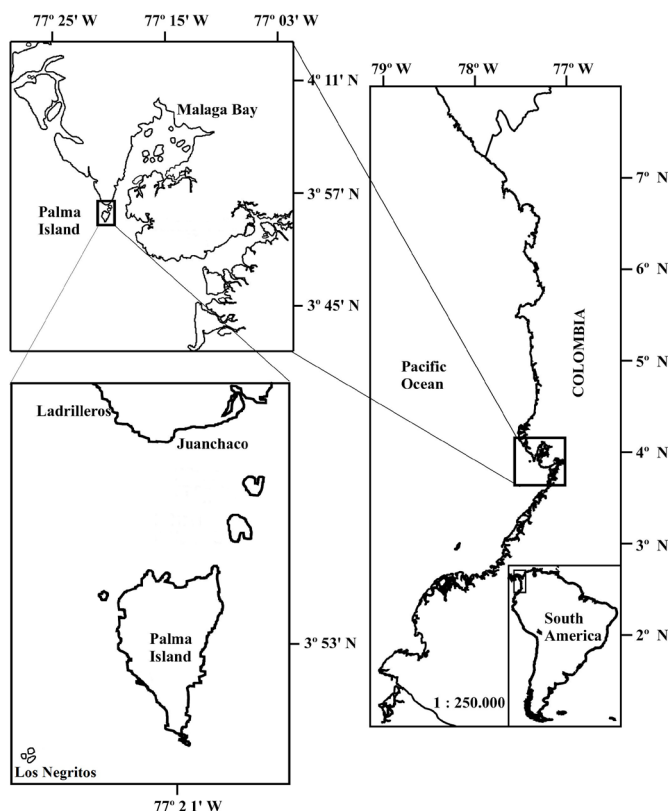 77º 25' W 77º 15' W 77º 03' W
4º 11' N
Malaga Bay
3º 57' N
Palma
Island
3º 45' N
Ladrilleros
Juanchaco
Palma
Island
3º 53' N
Los Negritos
77º 2 1' W
79º W 78º W 77º W
7º N
6º N
5º N
4º N
3º N
2º N
Pacific
Ocean
COLOMBIA
South
America
1 : 250.000